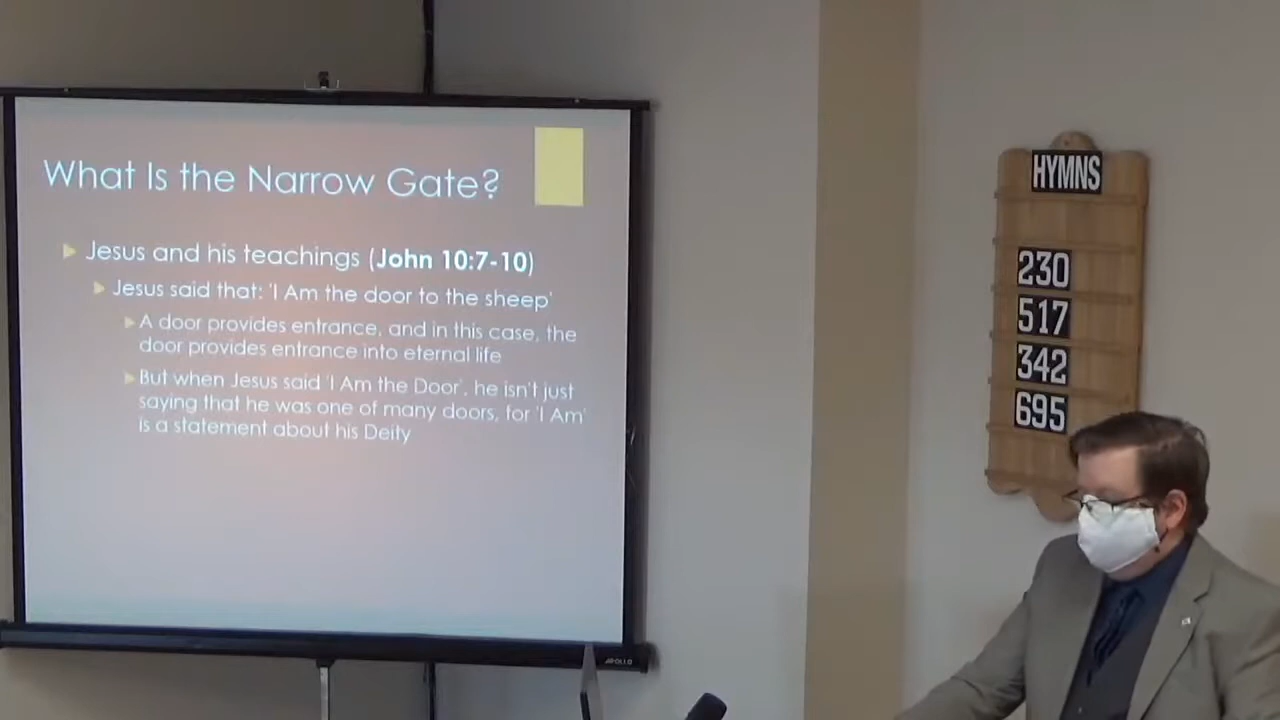 What Is the Narrow Gate?
Jesus and his teachings (John 10:7-10)
Jesus said that: 'I Am the door to the sheep'
A door provides entrance, and in this case, the
door provides entrance into eternal life
But when Jesus said 'I Am the Door', he isn't just
saying that he was one of many doors, for 'I Am'
is a statement about his Deity
APOLLO
HYMNS
230
517
342
695